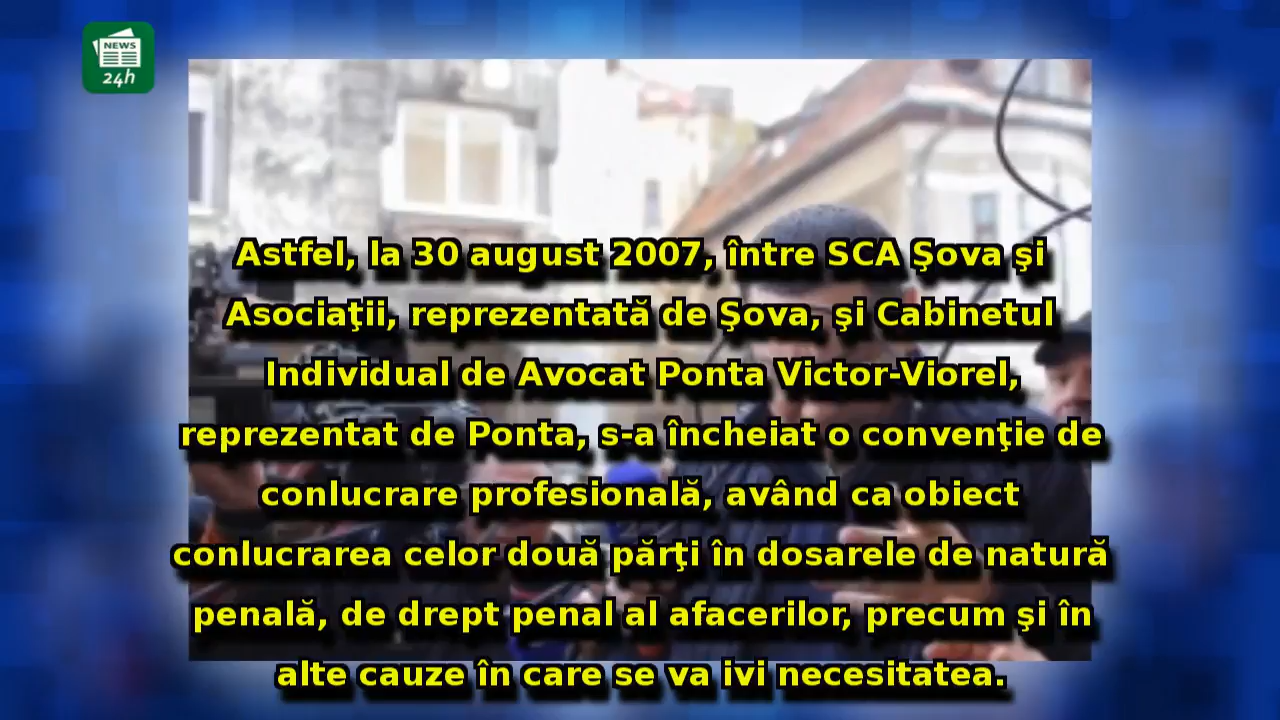 NEWS
24h
Astfel, la 30 august 2007, între SCA Şova şi
Asociaţii, reprezentată de Şova, şi Cabinetul
Individual de Avocat Ponta Victor-Viorel,
reprezentat de Ponta, s-a încheiat o convenţie de
conlucrare profesională, având ca obiect
conlucrarea celor două părţi în dosarele de natură
penală, de drept penal al afacerilor, precum şi în
alte cauze în care se va ivi necesitatea.